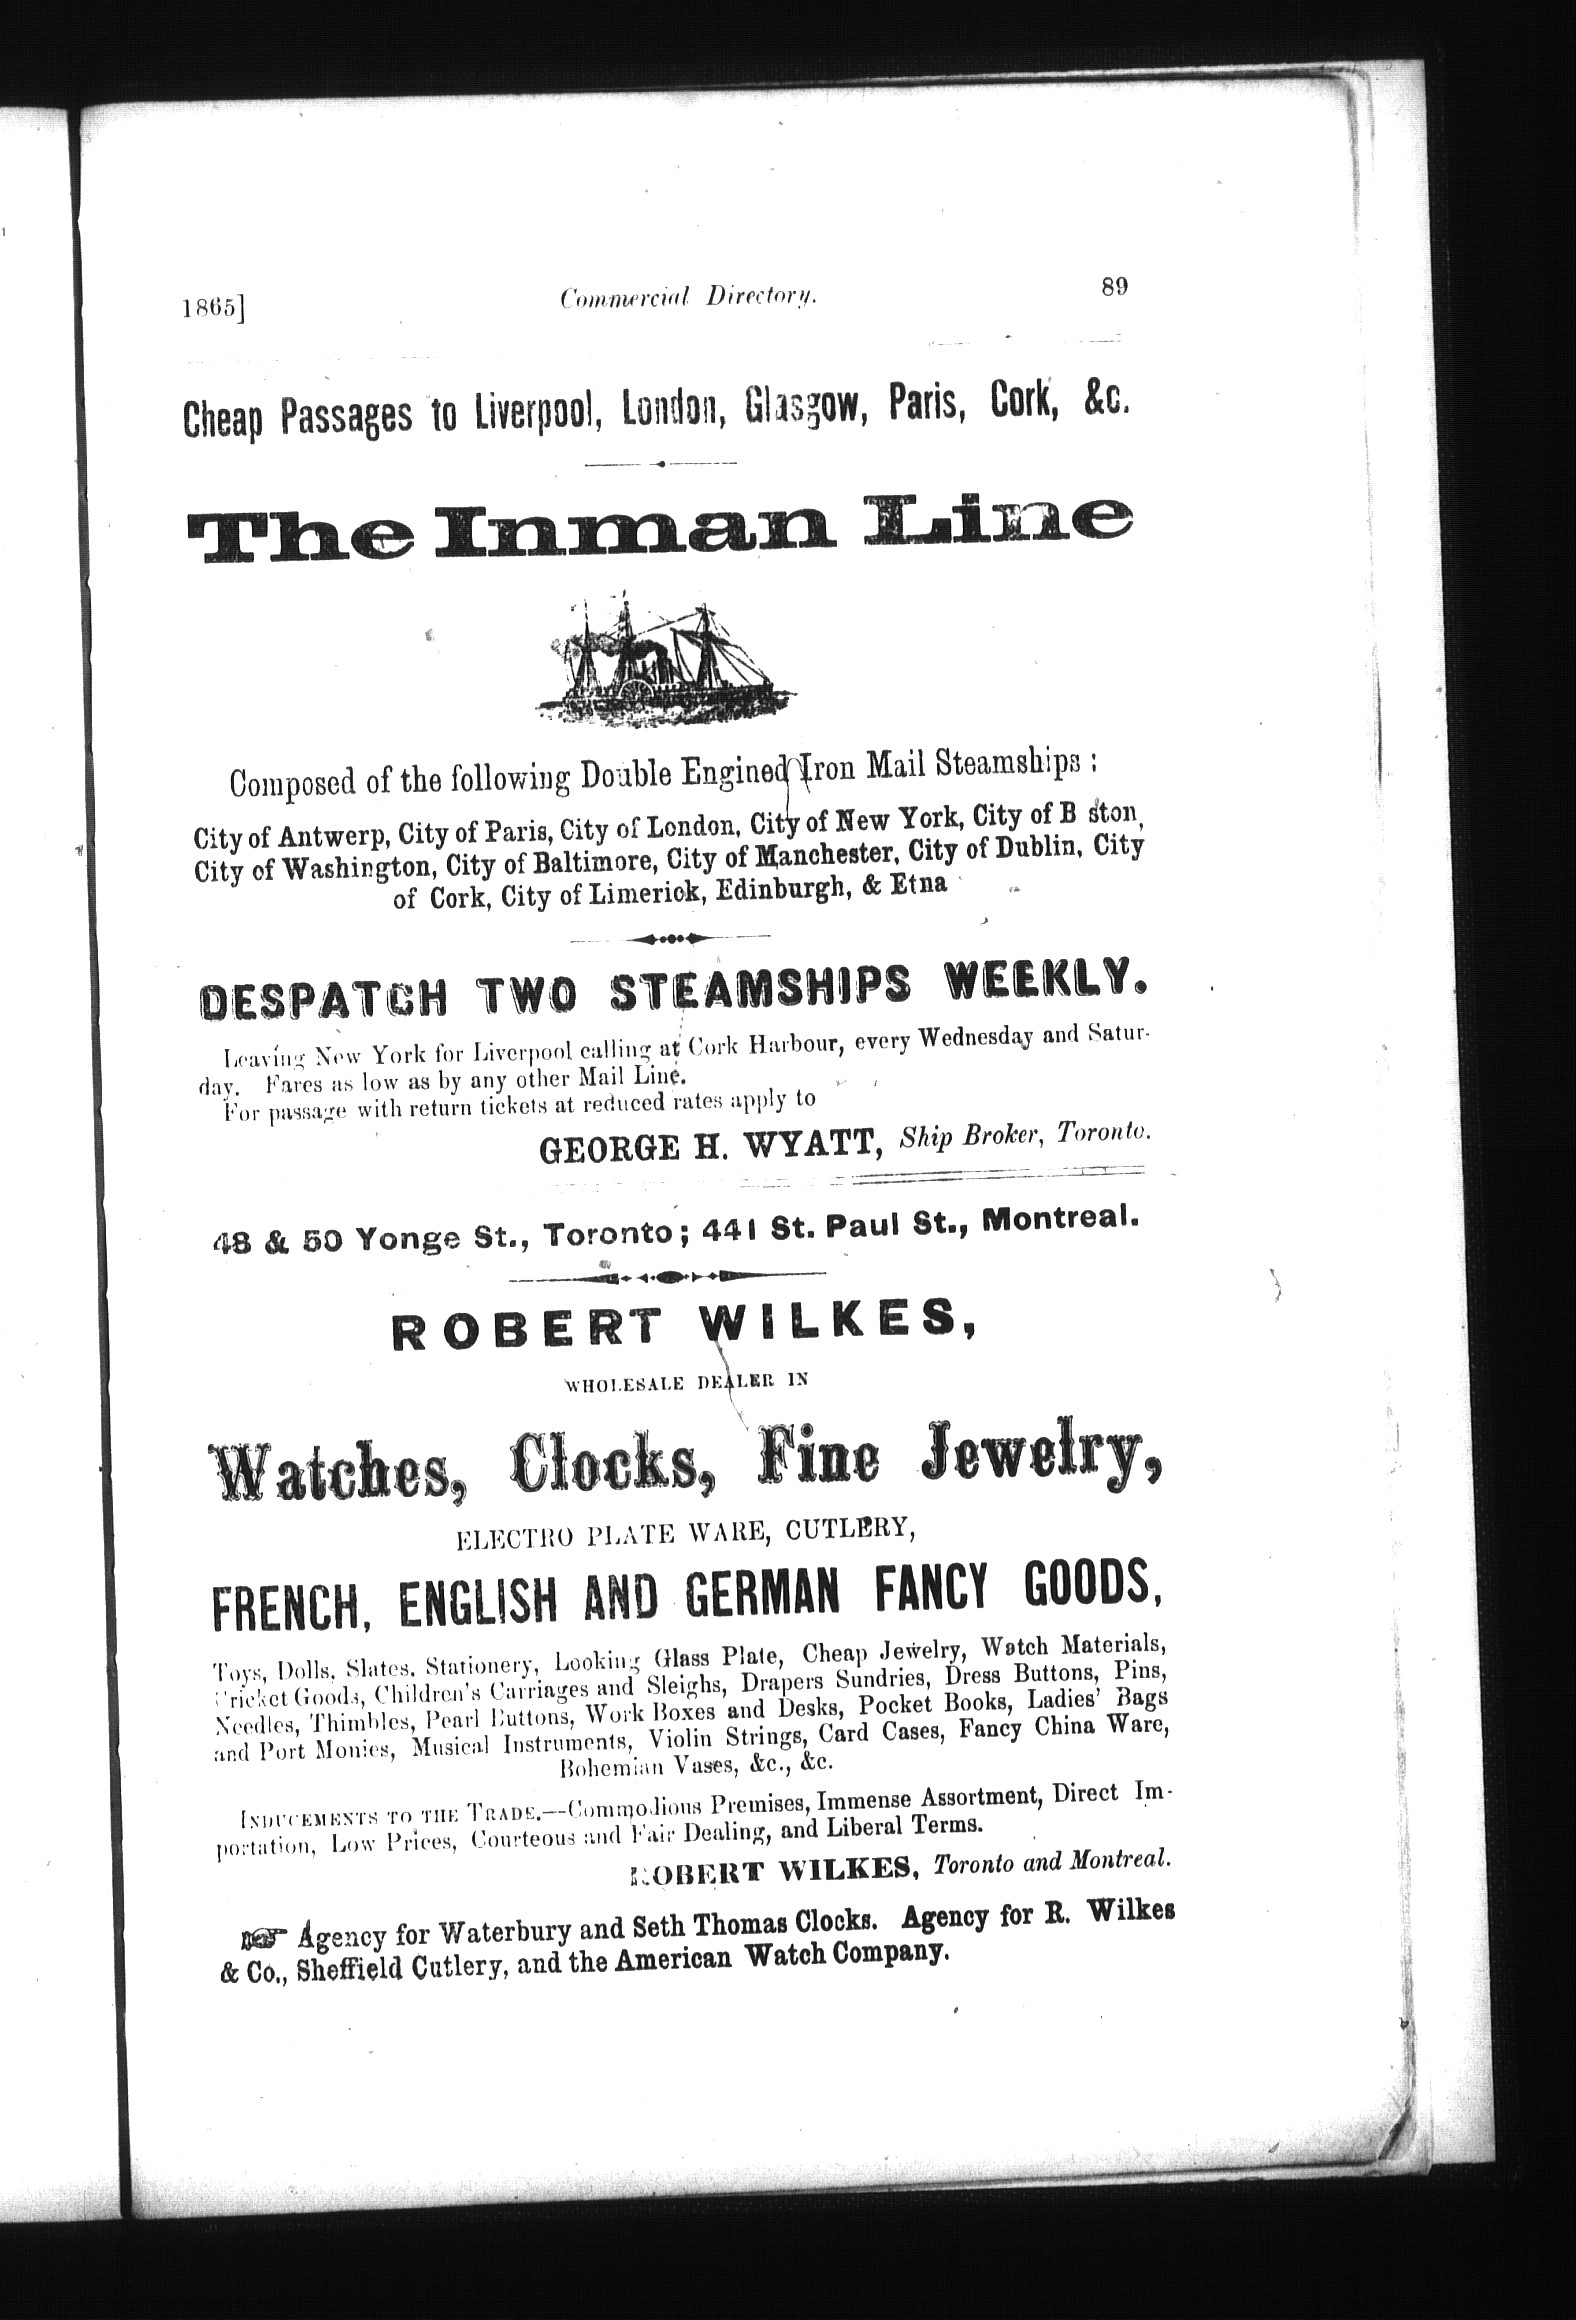 1865] Commercial Directory. 89
Cheap Passages to Liverpool, London, Glasgow, Paris, Cork, &c.
The Inman Line
Composed of the following Double Engined Iron Mail Steamships :
City of Antwerp, City of Paris, City of London, City of New York, City of B ston,
City of Washington, City of Baltimore, City of Manchester, City of Dublin, City
of Cork, City of Limerick, Edinburgh, & Etna
DESPATCH TWO STEAMSHIPS WEEKLY.
Leaving New York for Liverpool calling at Cork Harbour, every Wednesday and Satur-
day. Fares as low as by any other Mail Line.
For passage with return tickets at reduced rates apply to
GEORGE H. WYATT, Ship Broker, Toronto.
48 & 50 Yonge St., Toronto; 441 St. Paul St., Montreal.
ROBERT WILKES,
WHOLESALE DEALER IN
Watches, Clocks, Fine Jewelry,
ELECTRO PLATE WARE, CUTLERY,
FRENCH, ENGLISH AND GERMAN FANCY GOODS,
Toys, Dolls, Slates, Stationery, Looking Glass Plate, Cheap Jewelry, Watch Materials,
Cricket Goods, Children's Carriages and Sleighs, Drapers Sundries, Dress Buttons, Pins,
Needles, Thimbles, Pearl Buttons, Work Boxes and Desks, Pocket Books, Ladies' Bags
and Port Monies, Musical Instruments, Violin Strings, Card Cases, Fancy China Ware,
Bohemian Vases, &c., &c.
INDUCEMENTS TO THE TRADE.—Commodious Premises, Immense Assortment, Direct Im-
portation, Low Prices, Courteous and Fair Dealing, and Liberal Terms.
ROBERT WILKES, Toronto and Montreal.
☞ Agency for Waterbury and Seth Thomas Clocks. Agency for R. Wilkes
& Co., Sheffield Cutlery, and the American Watch Company.